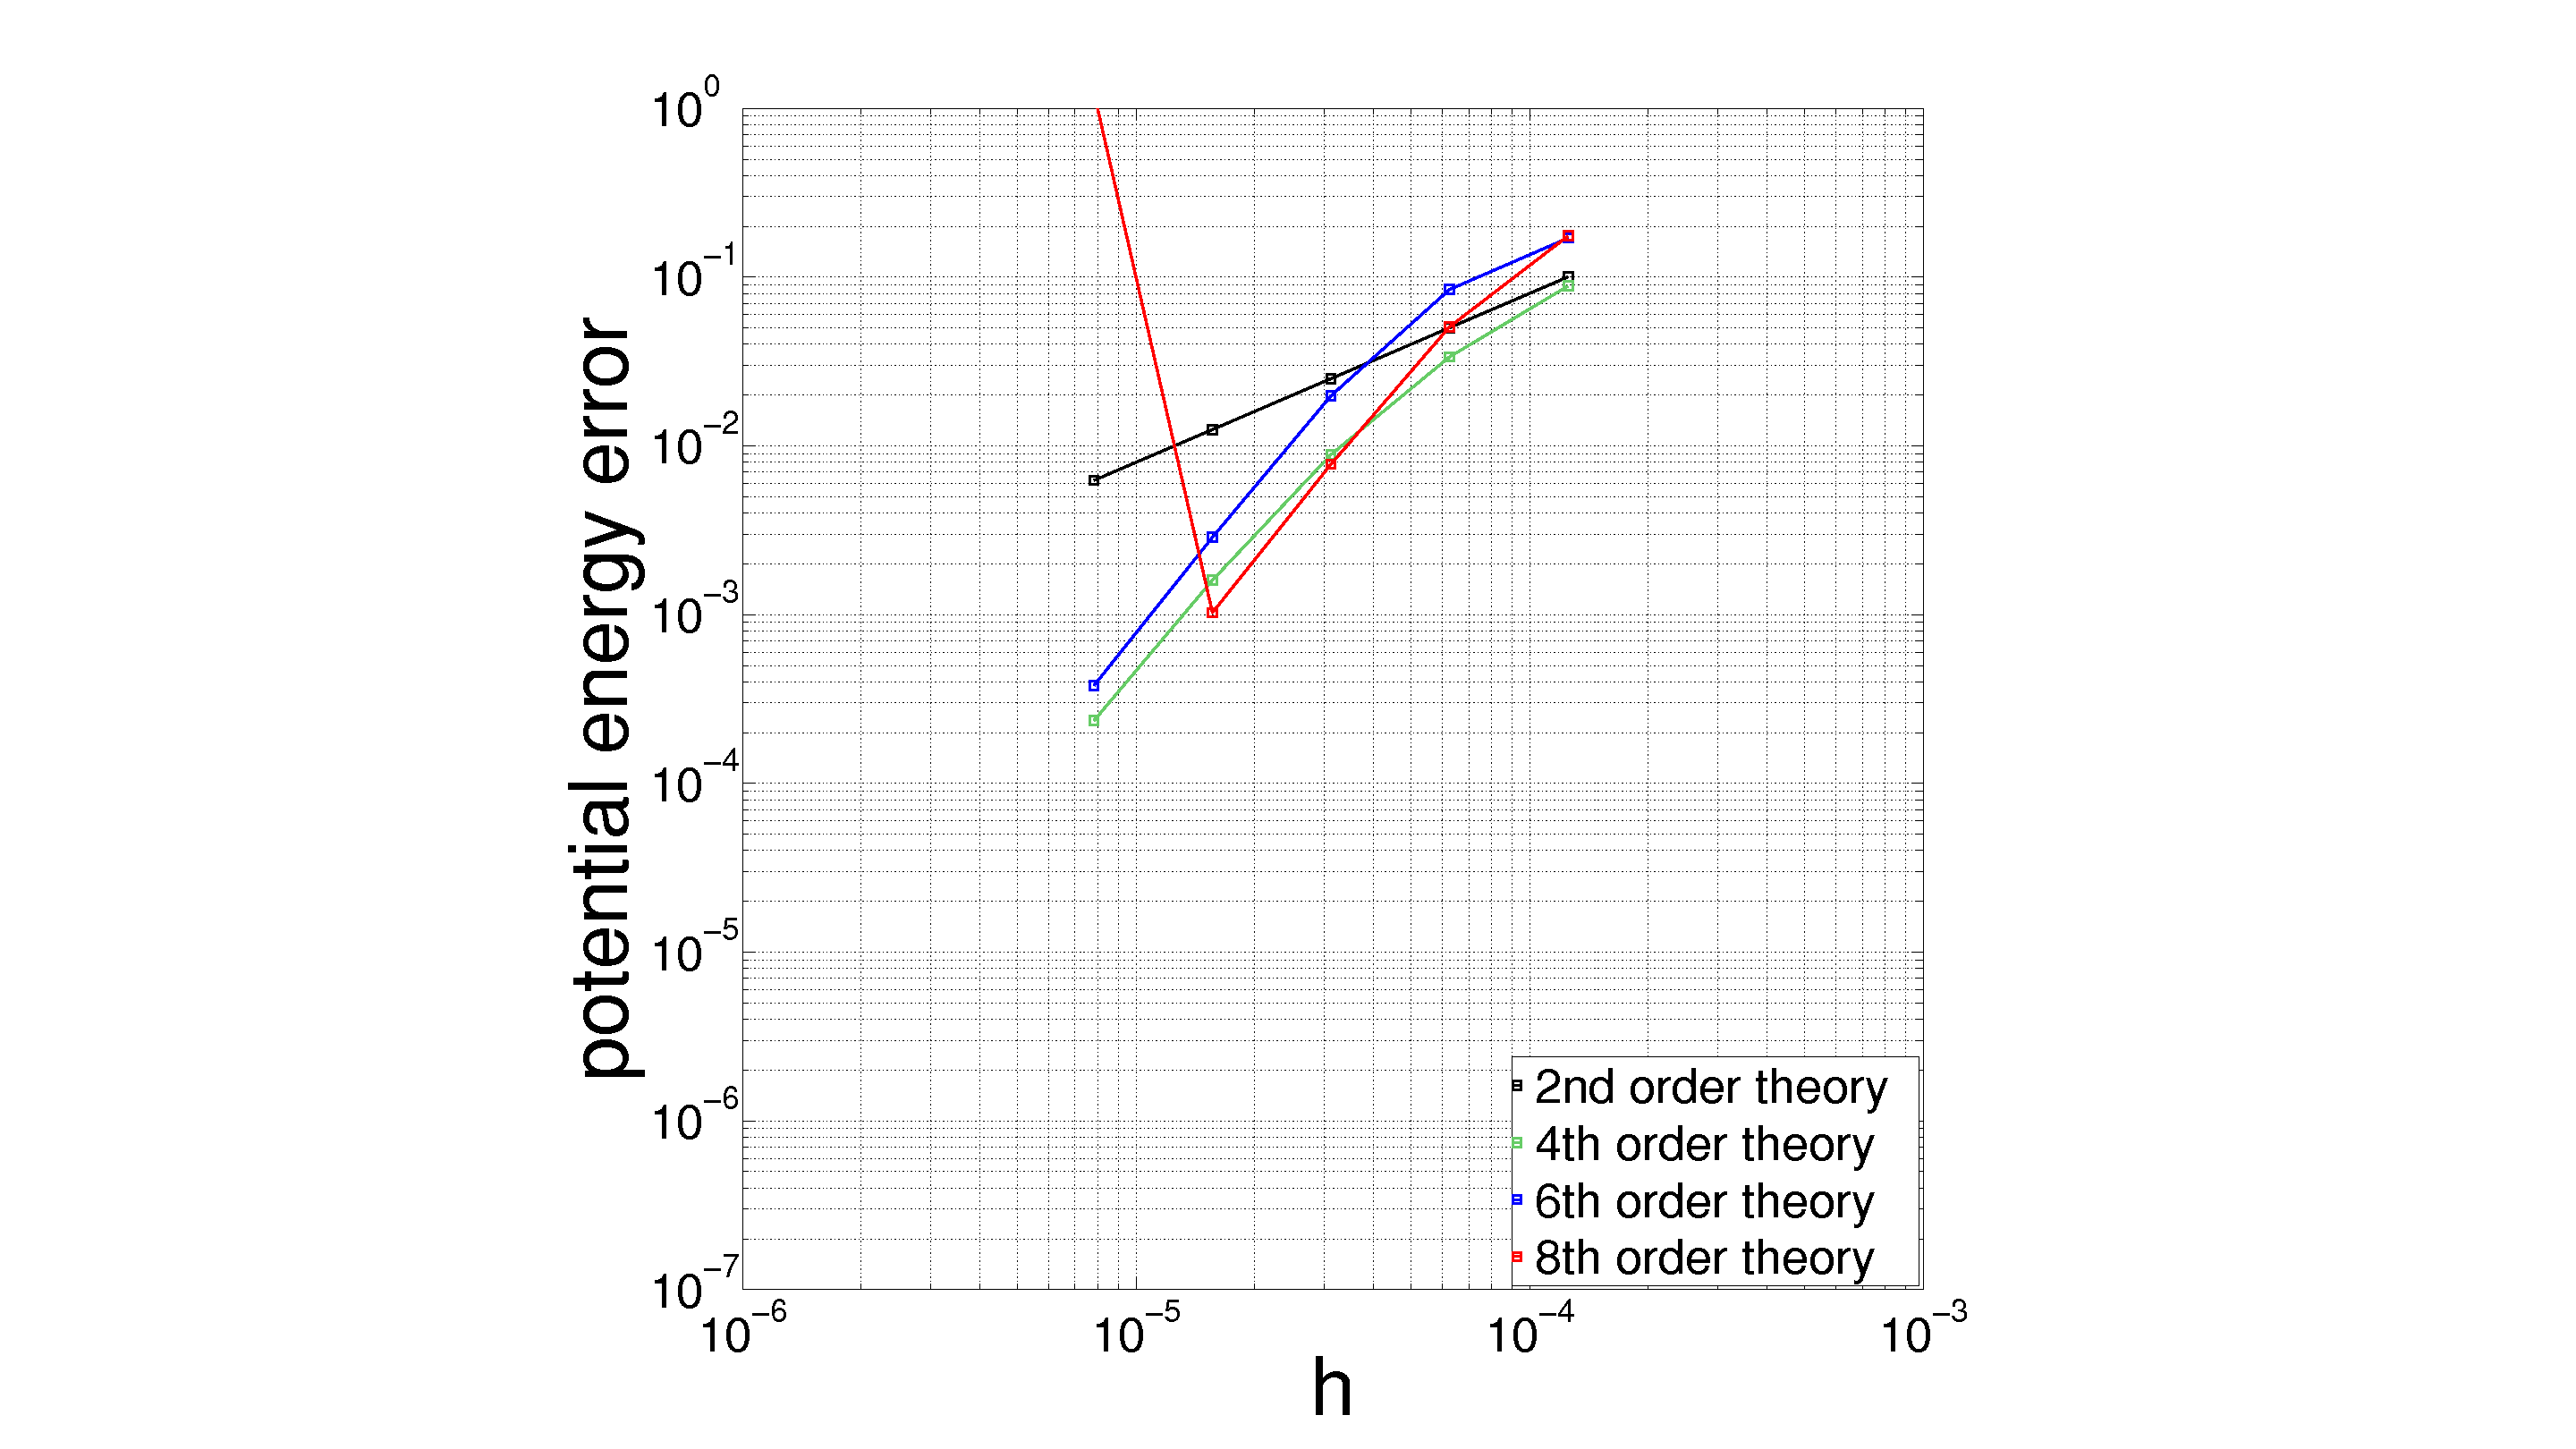 10^0
10^−1
10^−2
10^−3
10^−4
10^−5
10^−6
10^−7
potential energy error
2nd order theory
4th order theory
6th order theory
8th order theory
10^−6 10^−5 10^−4 10^−3
h